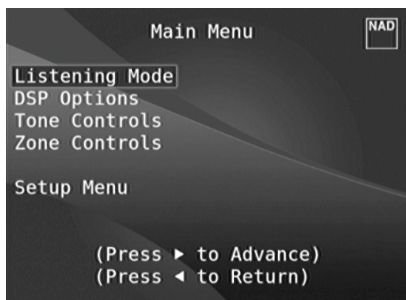 Main Menu
NAD
Listening Mode
DSP Options
Tone Controls
Zone Controls
Setup Menu
(Press ► to Advance)
(Press ◄ to Return)